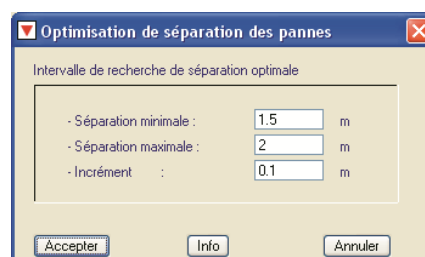 Optimisation de séparation des pannes
Intervalle de recherche de séparation optimale
- Séparation minimale : 1.5 m
- Séparation maximale : 2 m
- Incrément : 0.1 m
Accepter Info Annuler